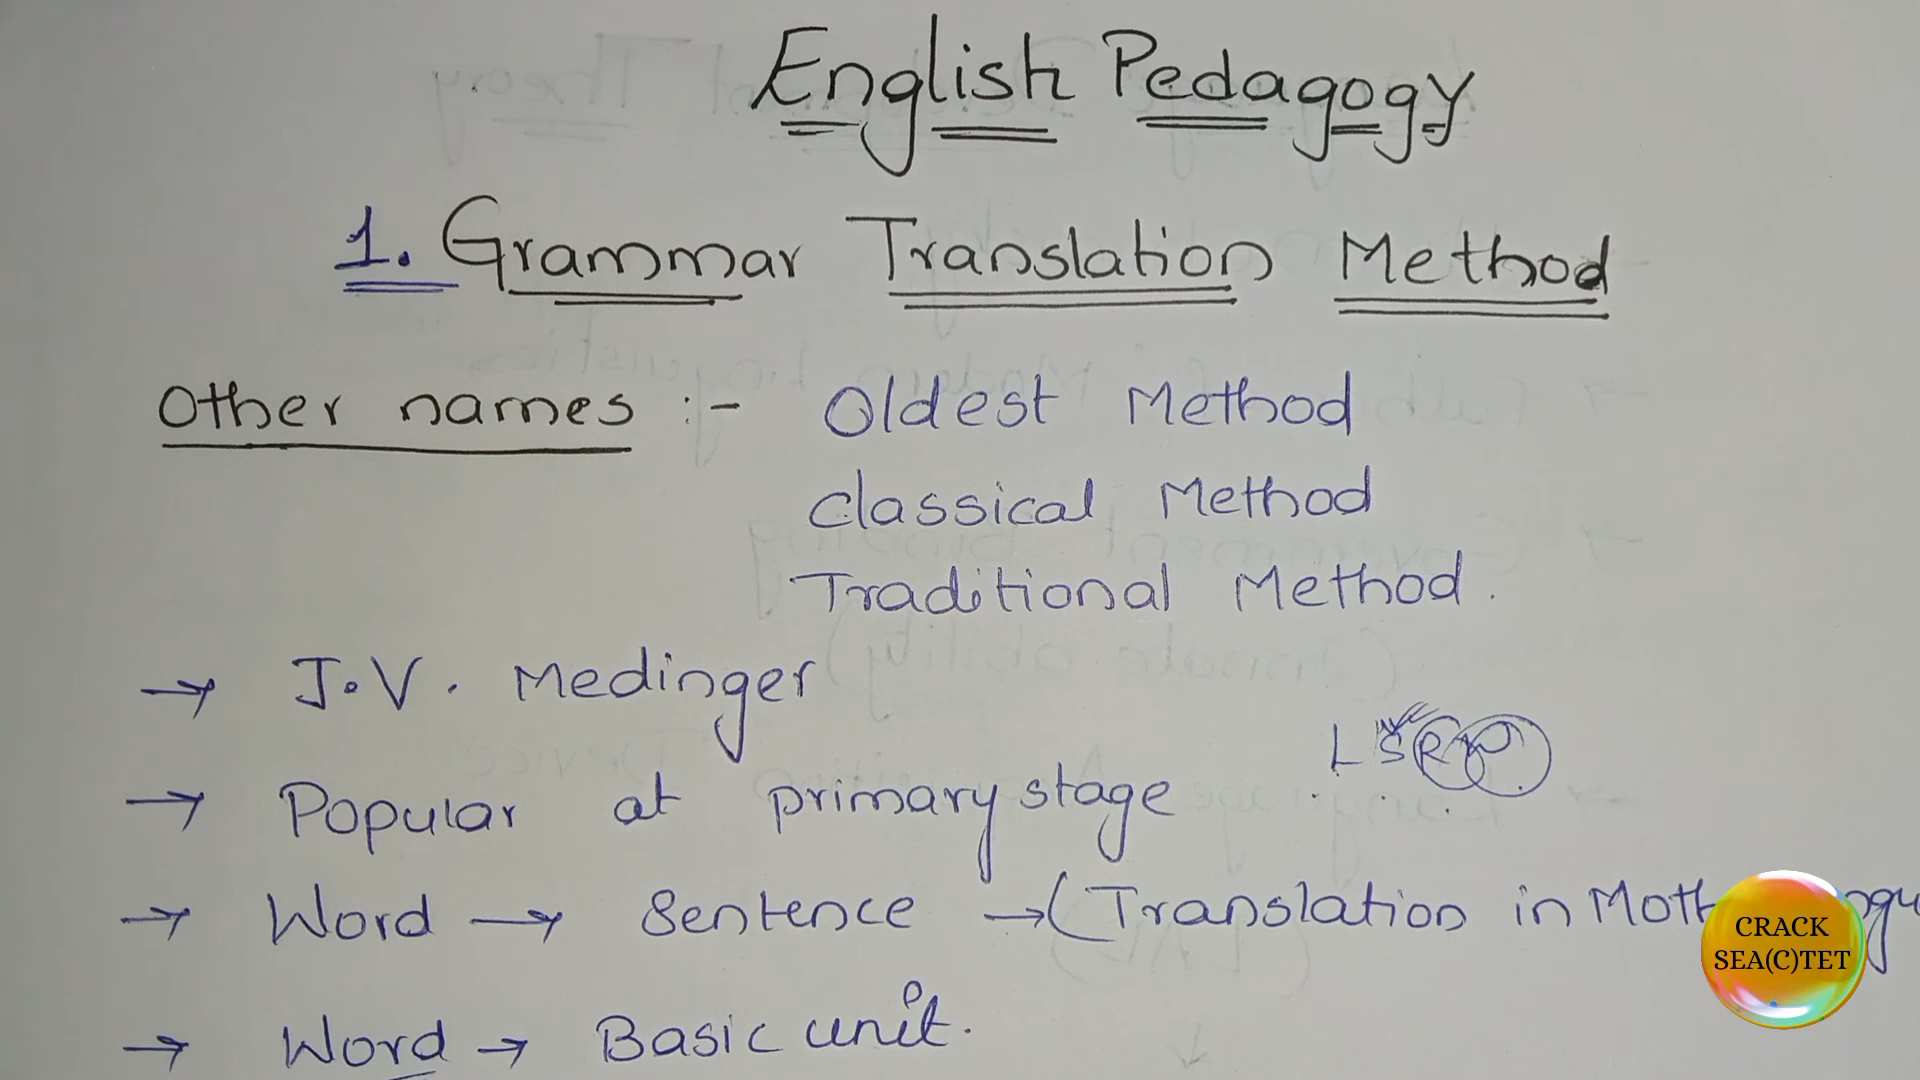 English Pedagogy
1. Grammar Translation Method
Other names :- Oldest Method
Classical Method
Traditional Method.
→ J.V. Medinger
L S R W
→ Popular at primary stage
→ Word → Sentence → (Translation in
CRACK
SEA(C)TET
→ Word → Basic unit.